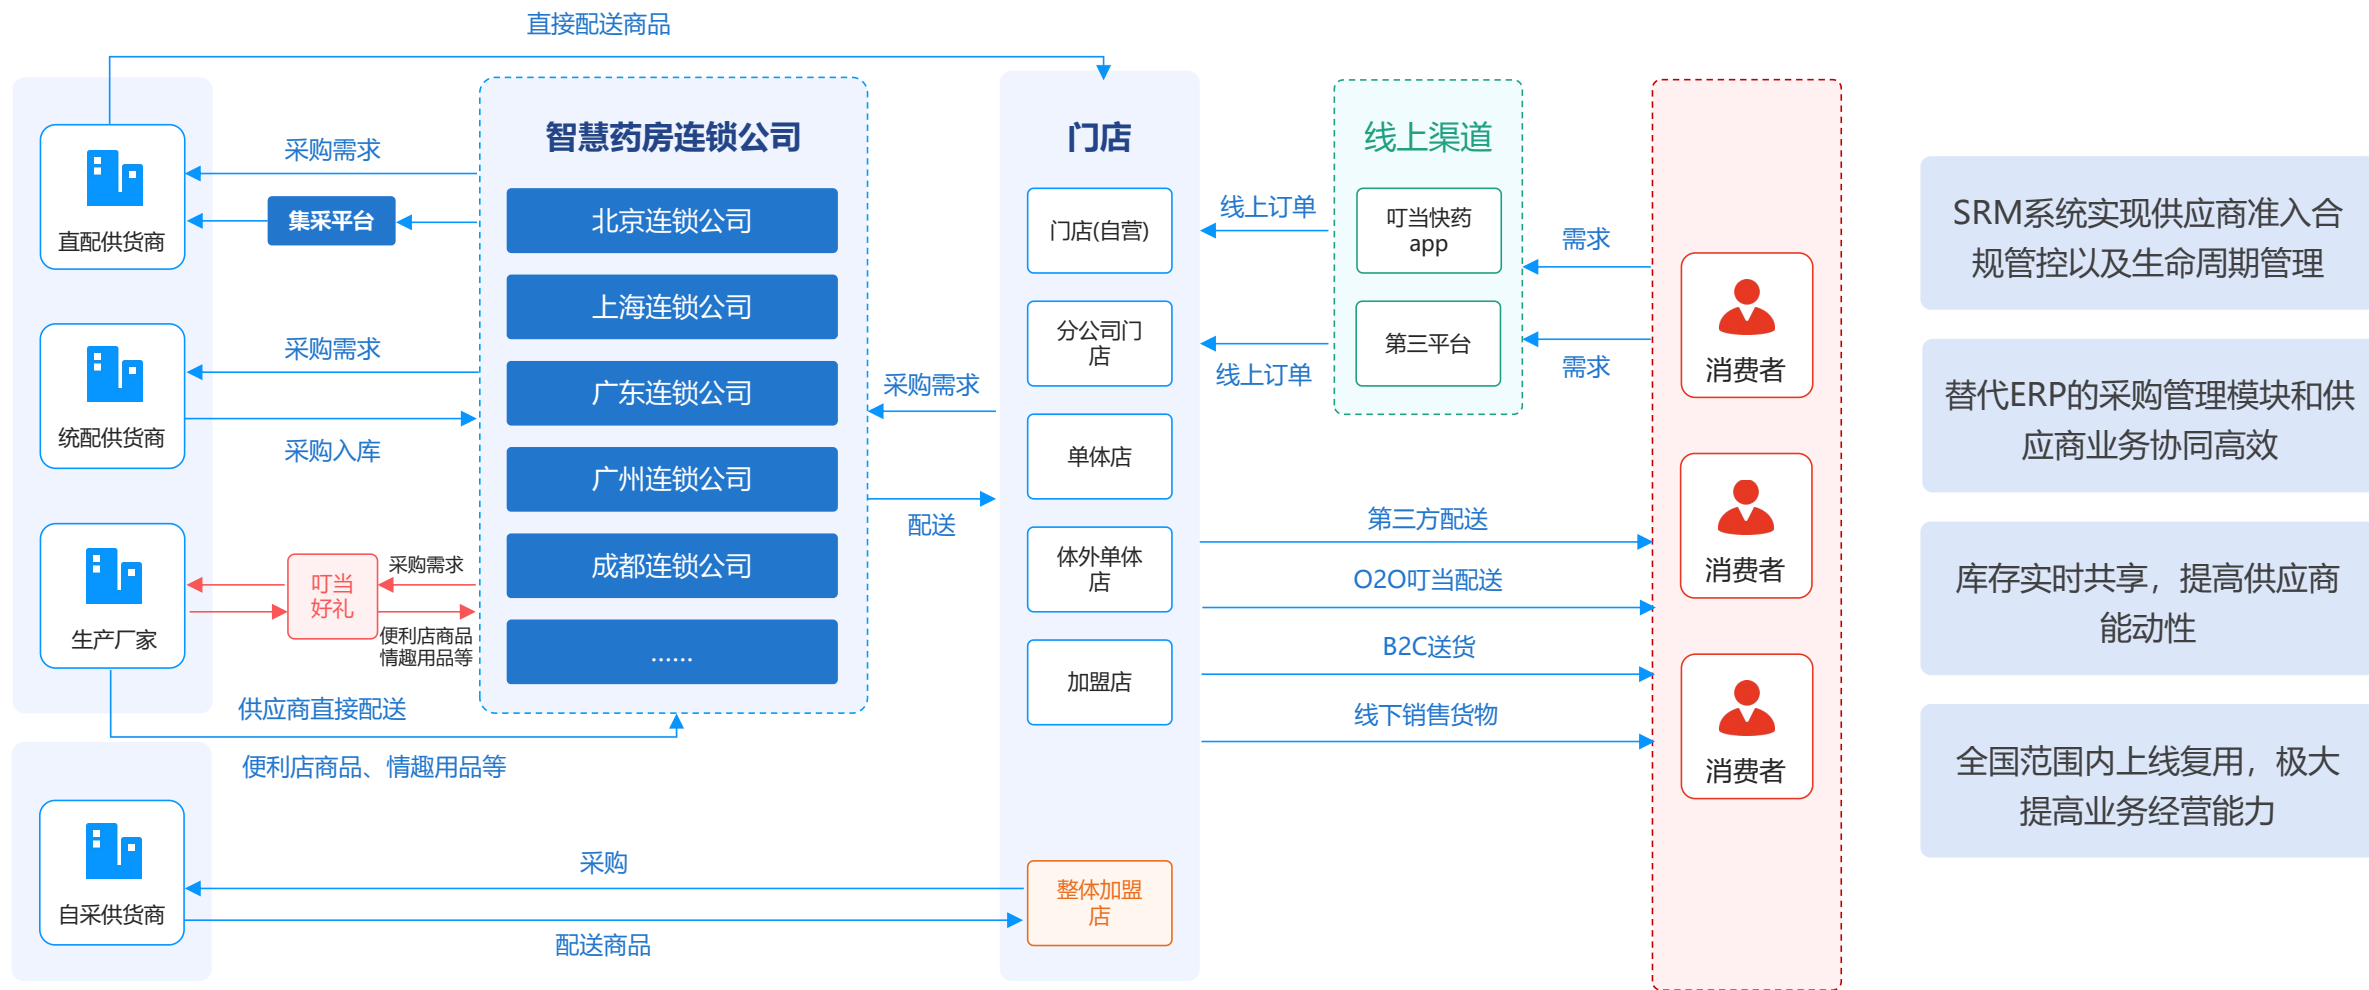 直接配送商品
直配供货商
统配供货商
生产厂家
自采供货商
采购需求
集采平台
采购需求
采购入库
叮当
好礼
采购需求
便利店商品
情趣用品等
供应商直接配送
便利店商品、情趣用品等
智慧药房连锁公司
北京连锁公司
上海连锁公司
广东连锁公司
广州连锁公司
成都连锁公司
......
采购需求
配送
采购
配送商品
门店
门店(自营)
分公司门
店
单体店
体外单体
店
加盟店
整体加盟
店
线上订单
线上订单
线上渠道
叮当快药
app
第三平台
需求
需求
第三方配送
O2O叮当配送
B2C送货
线下销售货物
消费者
消费者
消费者
SRM系统实现供应商准入合
规管控以及生命周期管理
替代ERP的采购管理模块和供
应商业务协同高效
库存实时共享，提高供应商
能动性
全国范围内上线复用，极大
提高业务经营能力